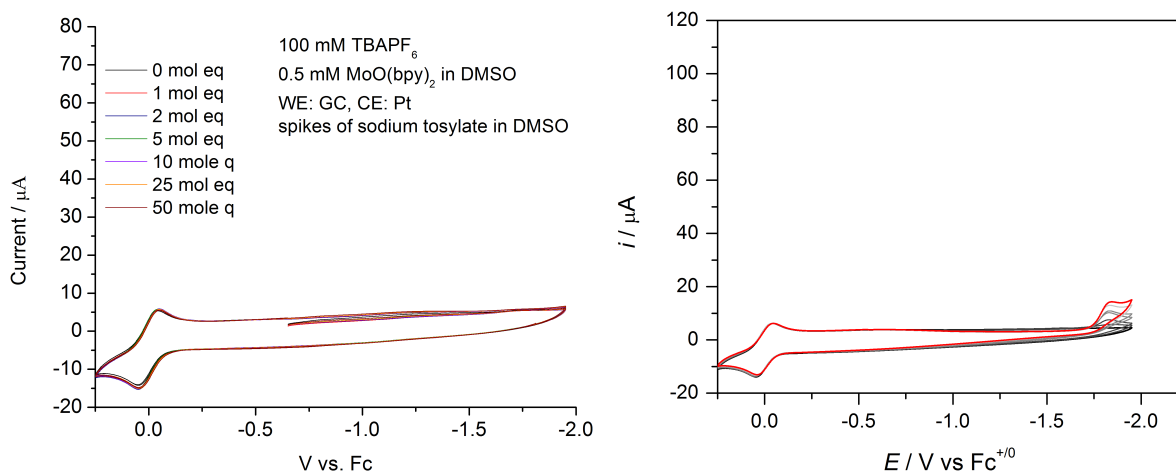 80
70
60
50
40
30
20
10
0
-10
-20
Current / μA
0 mol eq
1 mol eq
2 mol eq
5 mol eq
10 mole q
25 mol eq
50 mole q
100 mM TBAPF6
0.5 mM MoO(bpy)2 in DMSO
WE: GC, CE: Pt
spikes of sodium tosylate in DMSO
0.0
-0.5
-1.0
-1.5
-2.0
V vs. Fc
120
100
80
60
40
20
0
-20
i / μA
0.0
-0.5
-1.0
-1.5
-2.0
E / V vs Fc+/0